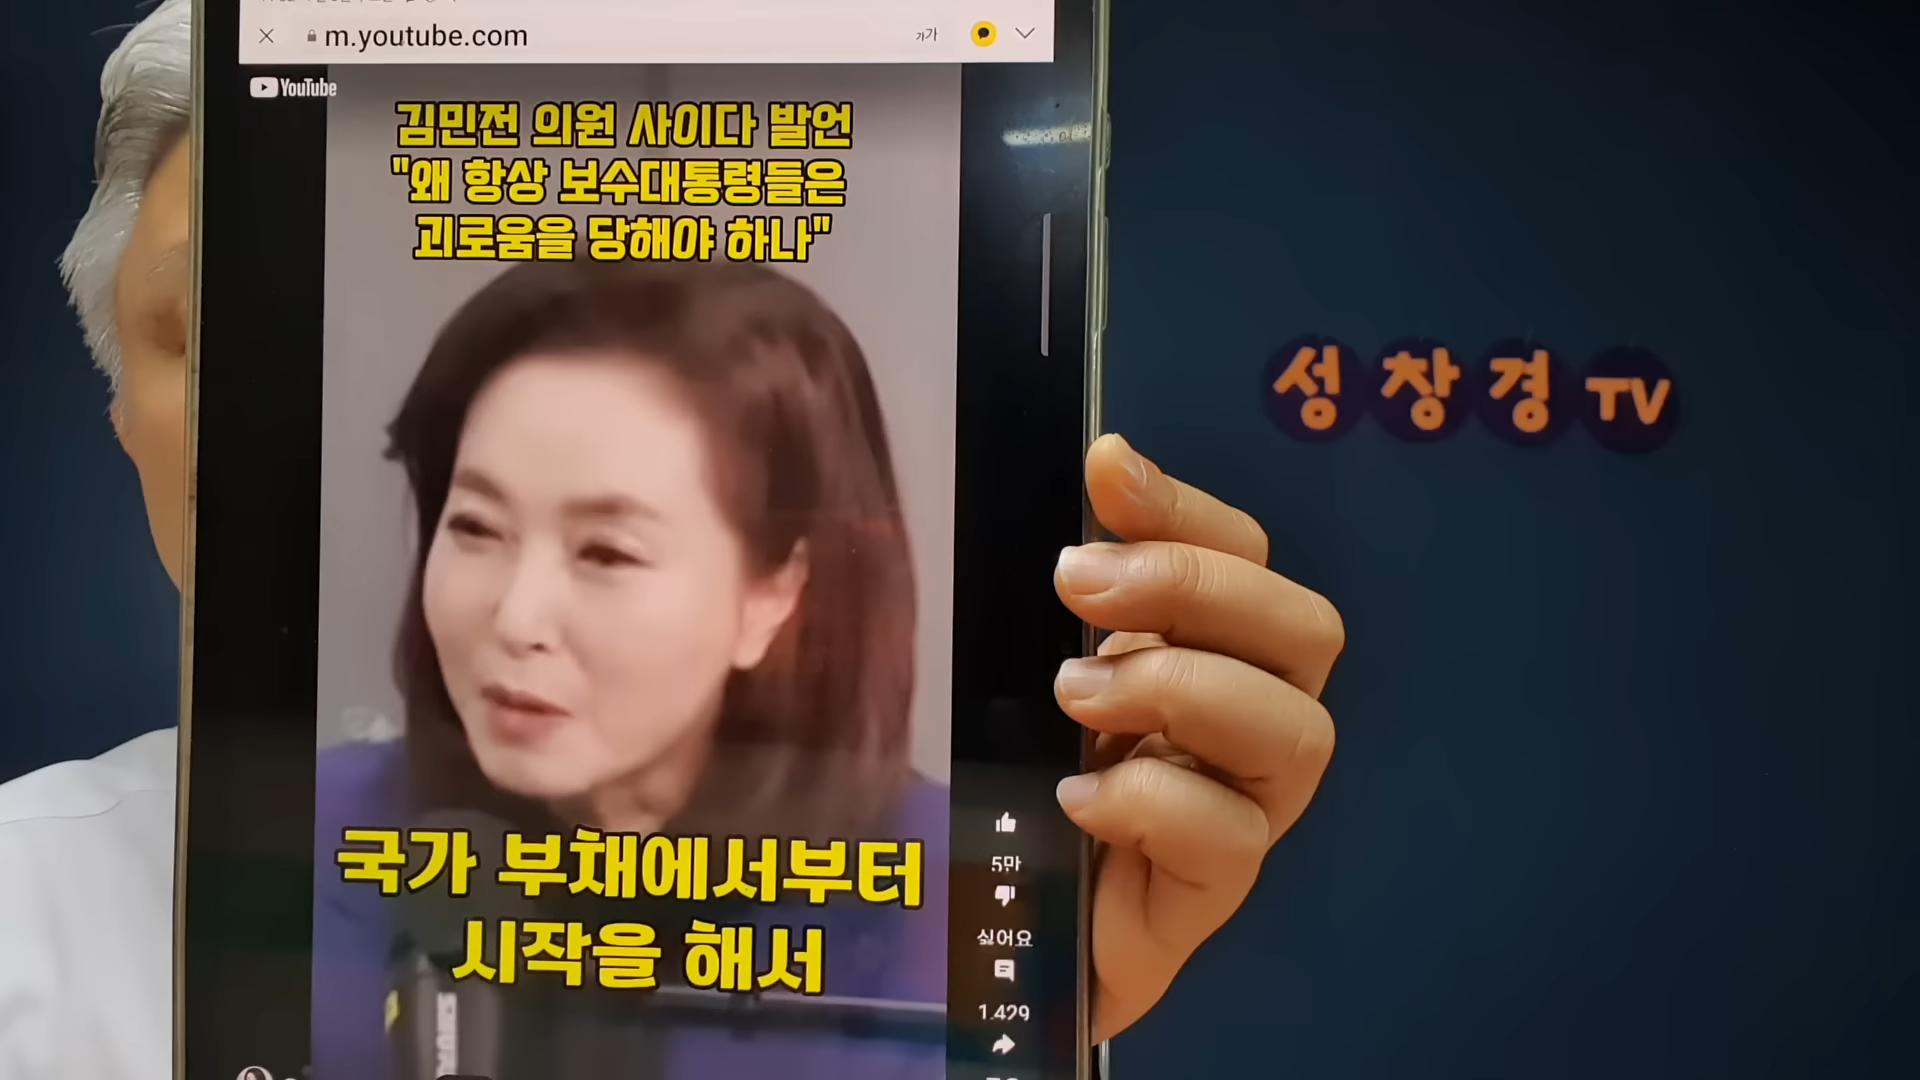 m.youtube.com
가가
YouTube
김민전 의원 사이다 발언
"왜 항상 보수대통령들은
괴로움을 당해야 하나"
성창경TV
국가 부채에서부터
시작을 해서
5만
싫어요
1.429